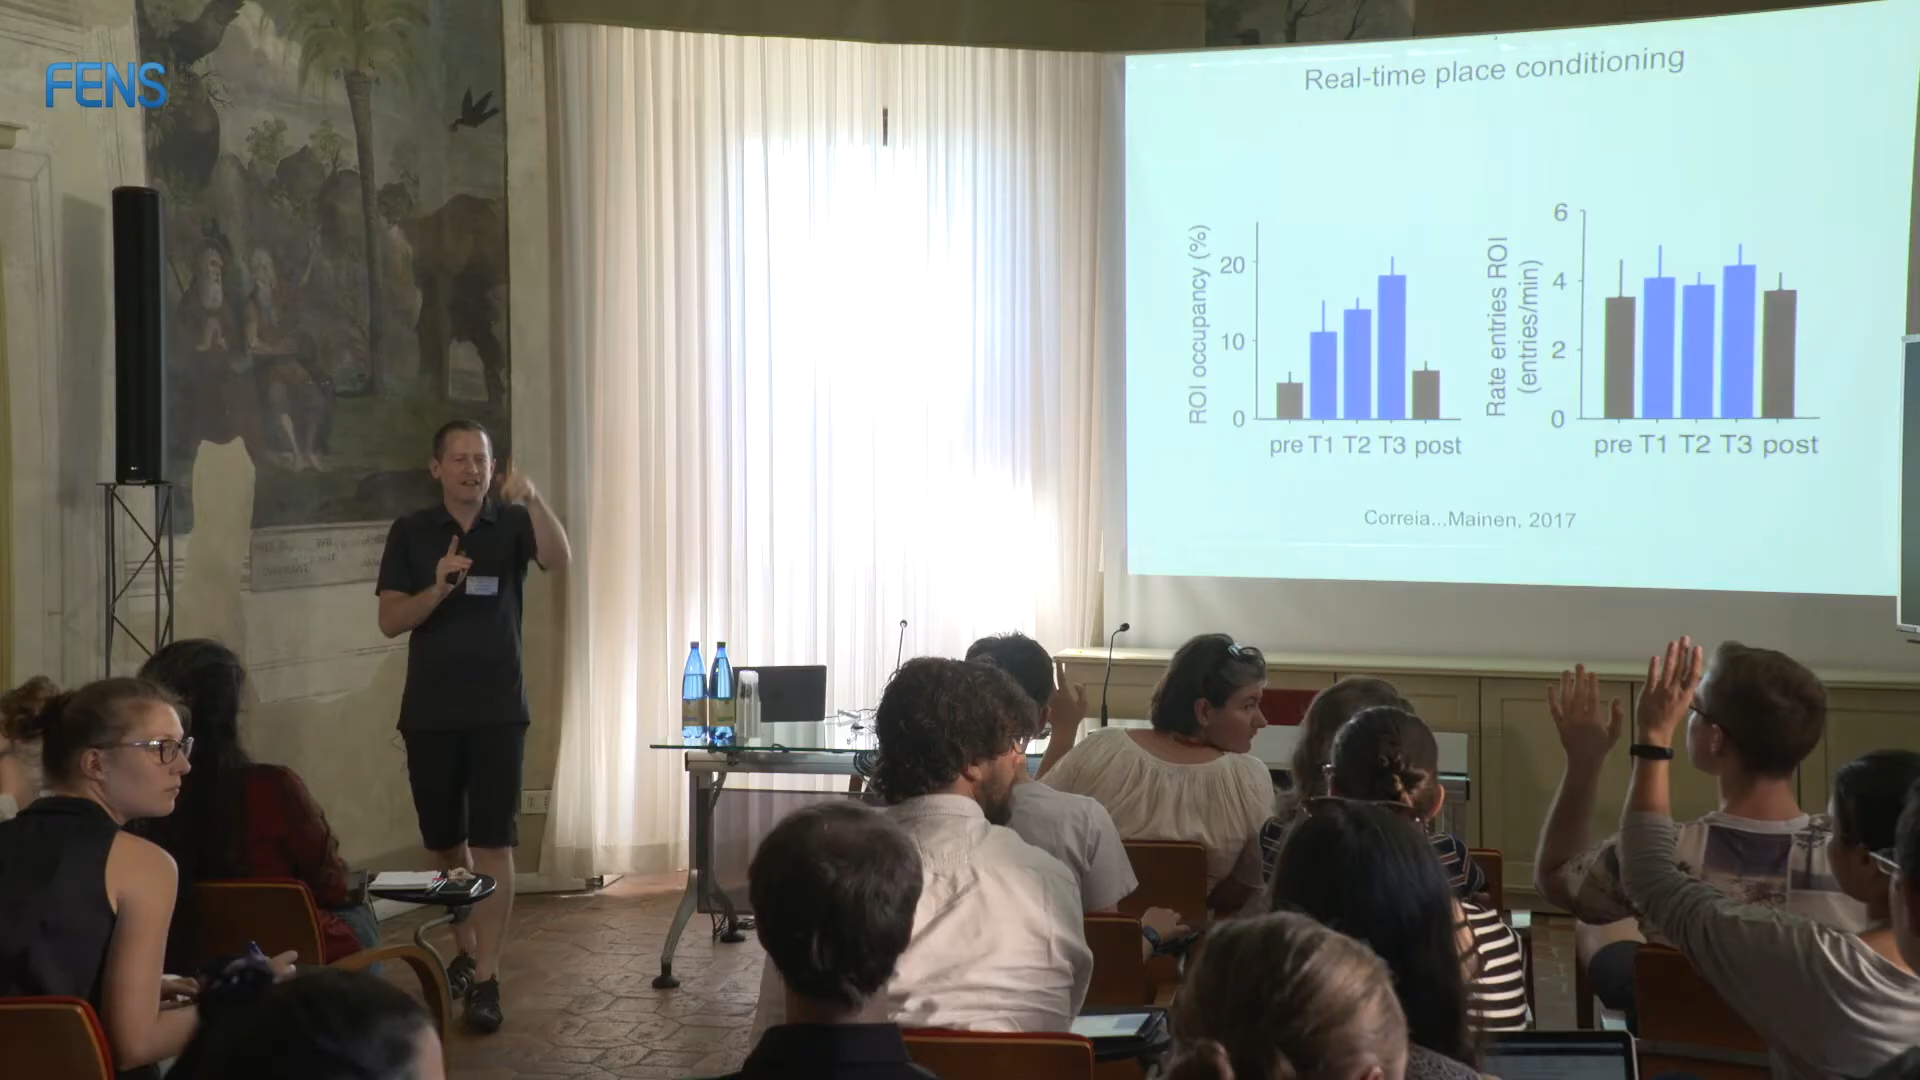 FENS
Real-time place conditioning
ROI occupancy (%)
20
10
0
pre T1 T2 T3 post
Rate entries ROI
(entries/min)
6
4
2
0
pre T1 T2 T3 post
Correia...Mainen, 2017